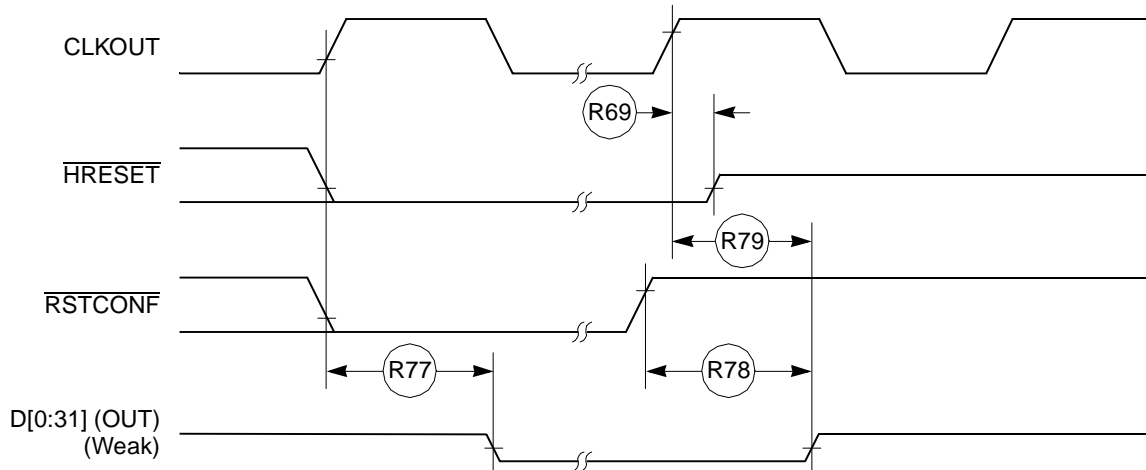 CLKOUT
R69
HRESET
R79
RSTCONF
R77
R78
D[0:31] (OUT)
(Weak)